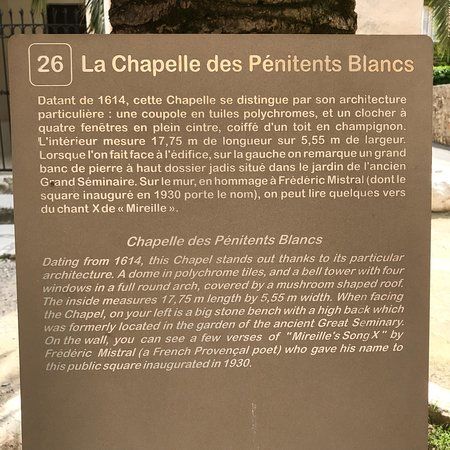 26 La Chapelle des Pénitents Blancs
Datant de 1614, cette Chapelle se distingue par son architecture
particulière : une coupole en tuiles polychromes, et un clocher à
quatre fenêtres en plein cintre, coiffé d'un toit en champignon.
L'intérieur mesure 17,75 m de longueur sur 5,55 m de largeur.
Lorsque l'on fait face à l'édifice, sur la gauche on remarque un grand
banc de pierre à haut dossier jadis situé dans le jardin de l'ancien
Grand Séminaire. Sur le mur, en hommage à Frédéric Mistral (dont le
square inauguré en 1930 porte le nom), on peut lire quelques vers
du chant X de « Mireille ».
Chapelle des Pénitents Blancs
Dating from 1614, this Chapel stands out thanks to its particular
architecture. A dome in polychrome tiles, and a bell tower with four
windows in a full round arch, covered by a mushroom shaped roof.
The inside measures 17,75 m length by 5,55 m width. When facing
the Chapel, on your left is a big stone bench with a high back which
was formerly located in the garden of the ancient Great Seminary.
On the wall, you can see a few verses of "Mireille's Song X" by
Frédéric Mistral (a French Provençal poet) who gave his name to
this public square inaugurated in 1930.